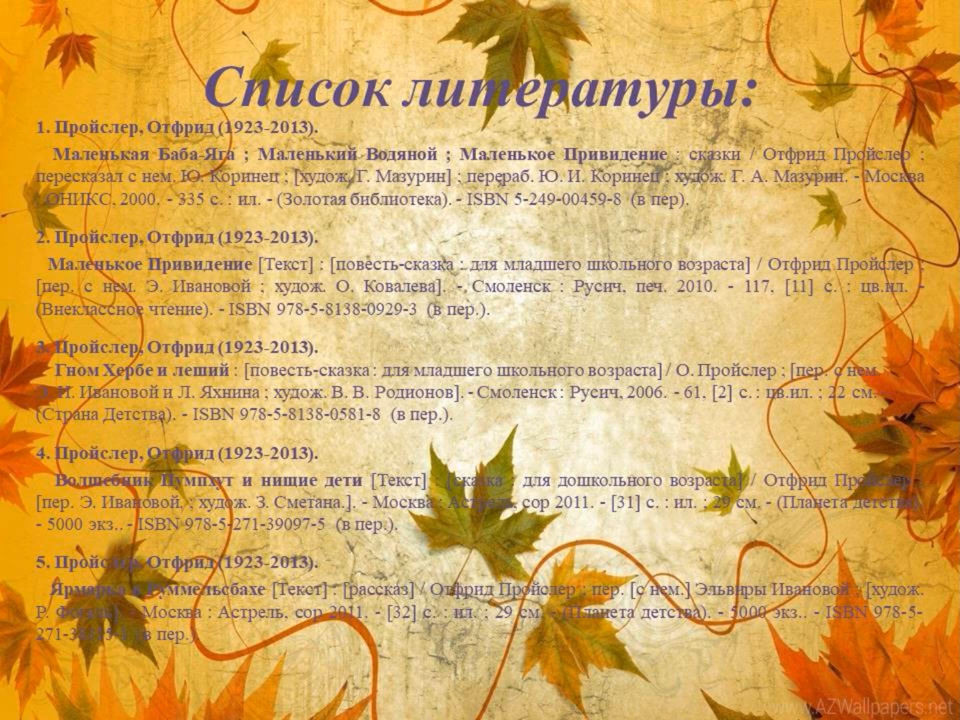 Список литературы:
1. Пройслер, Отфрид (1923-2013).
Маленькая Баба-Яга ; Маленький Водяной ; Маленькое Привидение : сказки / Отфрид Пройслер ;
пересказал с нем. Ю. Коринец ; [худож. Г. Мазурин] ; перераб. Ю. И. Коринец ; худож. Г. А. Мазурин. - Москва
: ОНИКС, 2000. - 335 с. : ил. - (Золотая библиотека). - ISBN 5-249-00459-8 (в пер).
2. Пройслер, Отфрид (1923-2013).
Маленькое Привидение [Текст] : [повесть-сказка : для младшего школьного возраста] / Отфрид Пройслер ;
[пер. с нем. Э. Ивановой ; худож. О. Ковалева]. - Смоленск : Русич, печ. 2010. - 117, [11] с. : цв.ил. -
(Внеклассное чтение). - ISBN 978-5-8138-0929-3 (в пер.).
3. Пройслер, Отфрид (1923-2013).
Гном Хербе и леший : [повесть-сказка : для младшего школьного возраста] / О. Пройслер ; [пер. с нем.
И. Ивановой и Л. Яхнина ; худож. В. В. Родионов]. - Смоленск : Русич, 2006. - 61, [2] с. : цв.ил. ; 22 см. -
(Страна Детства). - ISBN 978-5-8138-0581-8 (в пер.).
4. Пройслер, Отфрид (1923-2013).
Волшебник Пумпхут и нищие дети [Текст] : [сказка : для дошкольного возраста] / Отфрид Пройслер ;
[пер. Э. Ивановой, ; худож. З. Сметана.]. - Москва : Астрель, сор 2011. - [31] с. : ил. ; 29 см. - (Планета детства).
- 5000 экз.. - ISBN 978-5-271-39097-5 (в пер.).
5. Пройслер, Отфрид (1923-2013).
Ярмарка в Руммельсбахе [Текст] : [рассказ] / Отфрид Пройслер ; пер. [с нем.] Эльвиры Ивановой ; [худож.
Р. - Москва : Астрель, сор 2011. - [32] с. : ил. ; 29 см. - (Планета детства). - 5000 экз.. - ISBN 978-5-
271- (в пер.).
www.AZWallpapers.net